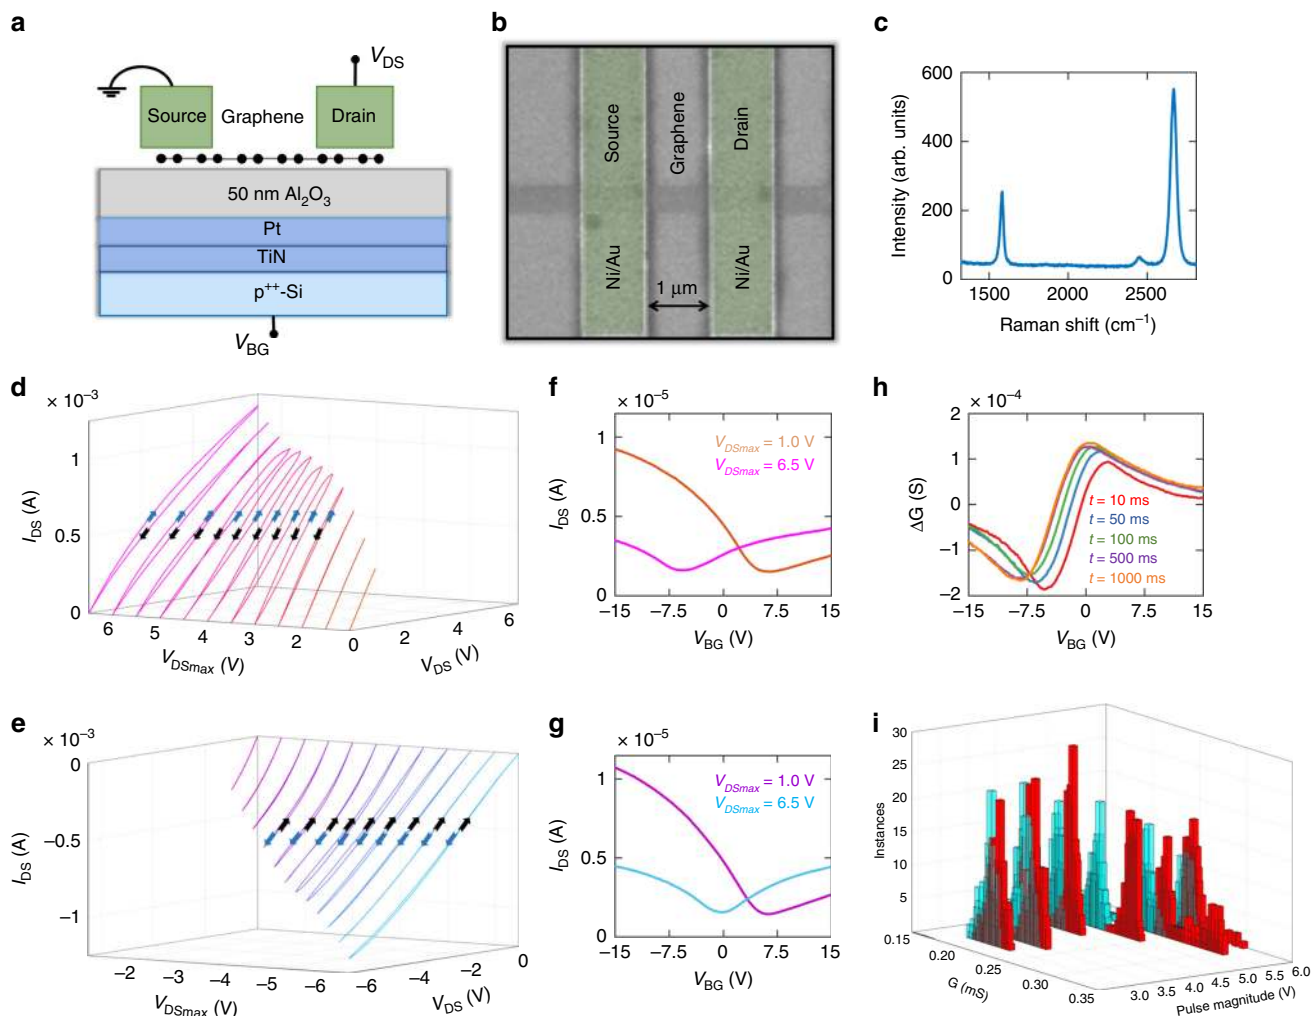 a
V_DS
Source
Graphene
Drain
50 nm Al₂O₃
Pt
TiN
p⁺⁺-Si
V_BG
b
Source
Graphene
Drain
Ni/Au
Ni/Au
1 μm
c
600
400
200
0
1500 2000 2500
Intensity (arb. units)
Raman shift (cm⁻¹)
d
× 10⁻³
1
0.5
0
I_DS (A)
6 5 4 3 2 0
2 4 6
V_DSmax (V)
V_DS (V)
e
× 10⁻³
0
−0.5
−1
I_DS (A)
−2 −3 −4 −5 −6
−6 −4 −2 0
V_DSmax (V)
V_DS (V)
f
× 10⁻⁵
V_DSmax = 1.0 V
V_DSmax = 6.5 V
1
0.5
0
I_DS (A)
−15 −7.5 0 7.5 15
V_BG (V)
g
× 10⁻⁵
V_DSmax = 1.0 V
V_DSmax = 6.5 V
1
0.5
0
I_DS (A)
−15 −7.5 0 7.5 15
V_BG (V)
h
× 10⁻⁴
2
1
0
−1
−2
ΔG (S)
t = 10 ms
t = 50 ms
t = 100 ms
t = 500 ms
t = 1000 ms
−15 −7.5 0 7.5 15
V_BG (V)
i
30
25
20
15
10
5
Instances
0.15 0.20 0.25 0.30 0.35
G (mS)
3.0 3.5 4.0 4.5 5.0 5.5 6.0
Pulse magnitude (V)